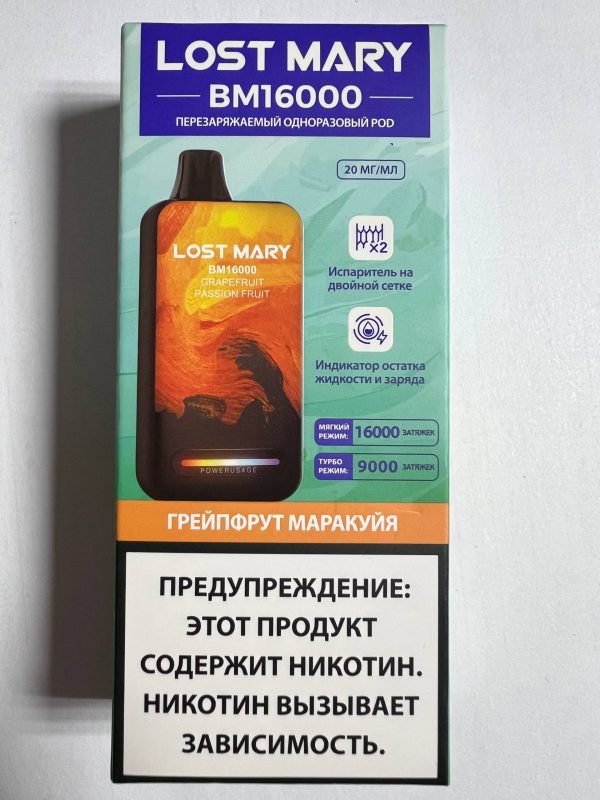 LOST MARY
BM16000
ПЕРЕЗАРЯЖАЕМЫЙ ОДНОРАЗОВЫЙ POD
20 МГ/МЛ
LOST MARY
BM16000
GRAPEFRUIT
PASSION FRUIT
POWERUSAGE
X2
Испаритель на
двойной сетке
Индикатор остатка
жидкости и заряда
МЯГКИЙ
РЕЖИМ: 16000 ЗАТЯЖЕК
ТУРБО
РЕЖИМ: 9000 ЗАТЯЖЕК
ГРЕЙПФРУТ МАРАКУЙЯ
ПРЕДУПРЕЖДЕНИЕ:
ЭТОТ ПРОДУКТ
СОДЕРЖИТ НИКОТИН.
НИКОТИН ВЫЗЫВАЕТ
ЗАВИСИМОСТЬ.